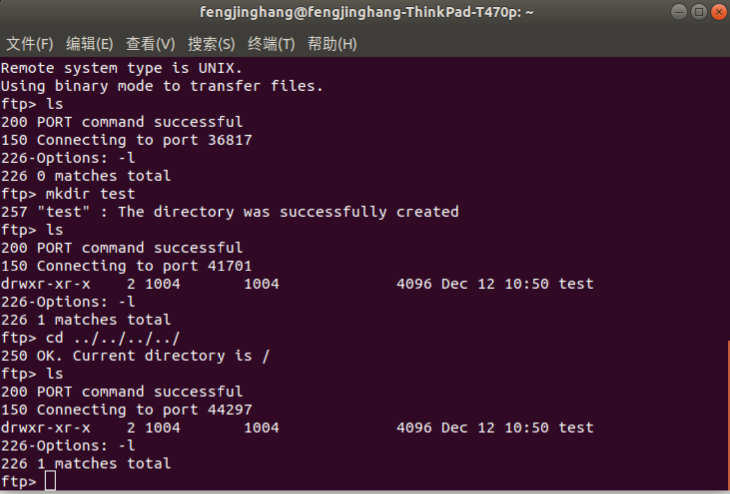 fengjinghang@fengjinghang-ThinkPad-T470p: ~
文件(F) 编辑(E) 查看(V) 搜索(S) 终端(T) 帮助(H)
Remote system type is UNIX.
Using binary mode to transfer files.
ftp> ls
200 PORT command successful
150 Connecting to port 36817
226-Options: -l
226 0 matches total
ftp> mkdir test
257 "test" : The directory was successfully created
ftp> ls
200 PORT command successful
150 Connecting to port 41701
drwxr-xr-x    2 1004       1004             4096 Dec 12 10:50 test
226-Options: -l
226 1 matches total
ftp> cd ../../../../
250 OK. Current directory is /
ftp> ls
200 PORT command successful
150 Connecting to port 44297
drwxr-xr-x    2 1004       1004             4096 Dec 12 10:50 test
226-Options: -l
226 1 matches total
ftp>